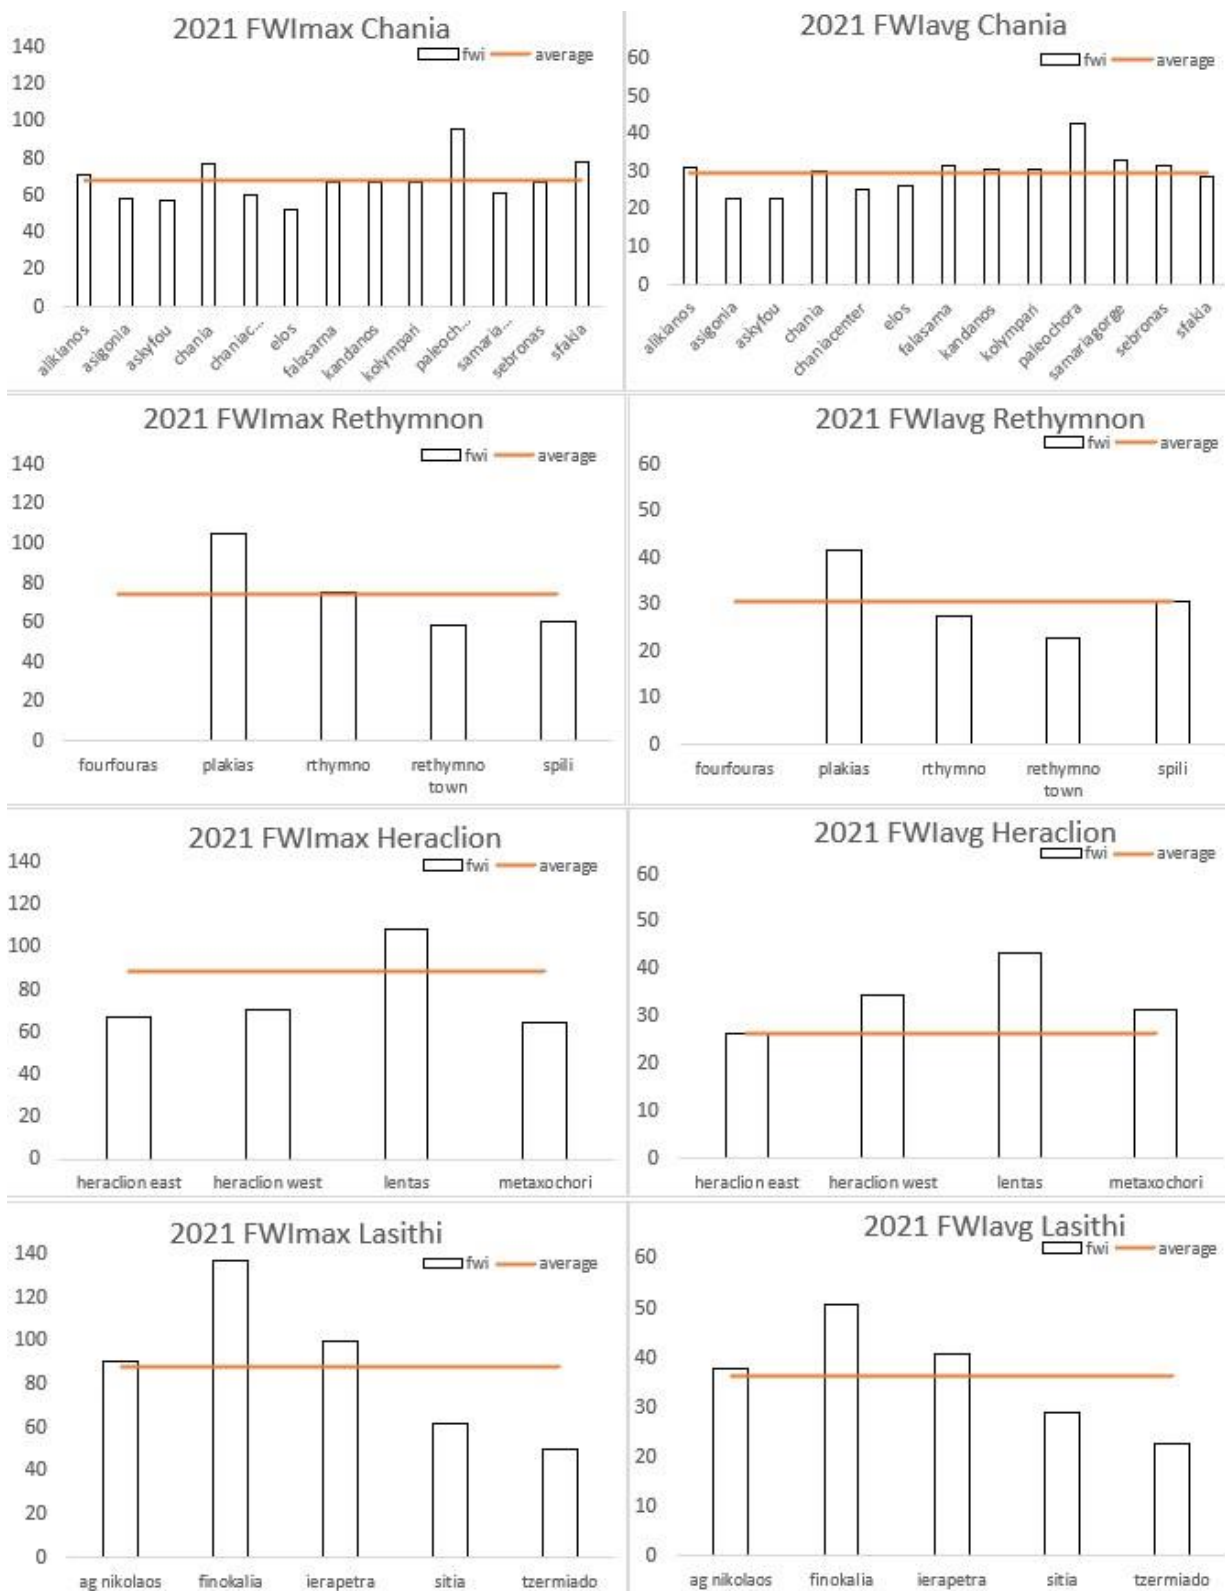 2021 FWImax Chania
fwi average
140
120
100
80
60
40
20
0
alikianos
asigonia
askyfou
chania
chaniac...
elos
falasarna
kandanos
kolympari
paleoch...
samaria...
sebronas
sfakia
2021 FWIavg Chania
fwi average
60
50
40
30
20
10
0
alikianos
asigonia
askyfou
chania
chaniacenter
elos
falasarna
kandanos
kolympari
paleochora
samariagorge
sebronas
sfakia
2021 FWImax Rethymnon
fwi average
140
120
100
80
60
40
20
0
fourfouras
plakias
rthymno
rethymno
town
spili
2021 FWIavg Rethymnon
fwi average
60
50
40
30
20
10
0
fourfouras
plakias
rthymno
rethymno
town
spili
2021 FWImax Heraclion
fwi average
140
120
100
80
60
40
20
0
heraclion east
heraclion west
lentas
metaxochori
2021 FWIavg Heraclion
fwi average
60
50
40
30
20
10
0
heraclion east
heraclion west
lentas
metaxochori
2021 FWImax Lasithi
fwi average
140
120
100
80
60
40
20
0
ag nikolaos
finokalia
ierapetra
sitia
tzermiado
2021 FWIavg Lasithi
fwi average
60
50
40
30
20
10
0
ag nikolaos
finokalia
ierapetra
sitia
tzermiado